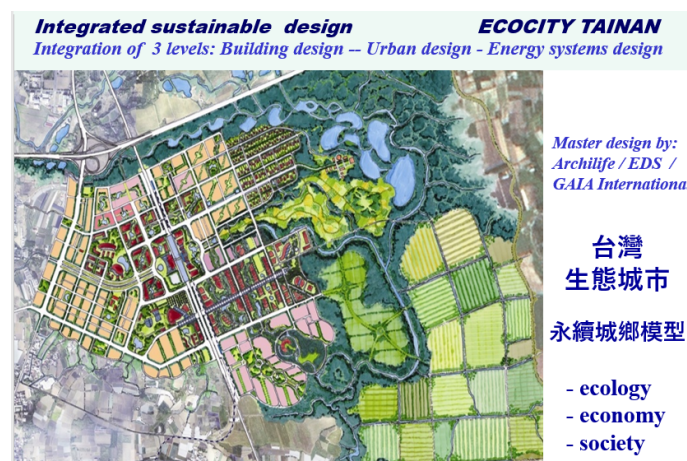 Integrated sustainable design ECOCITY TAINAN
Integration of 3 levels: Building design -- Urban design - Energy systems design
Master design by:
Archilife / EDS /
GAIA Internationa
台灣
生態城市
永續城鄉模型
- ecology
- economy
- society